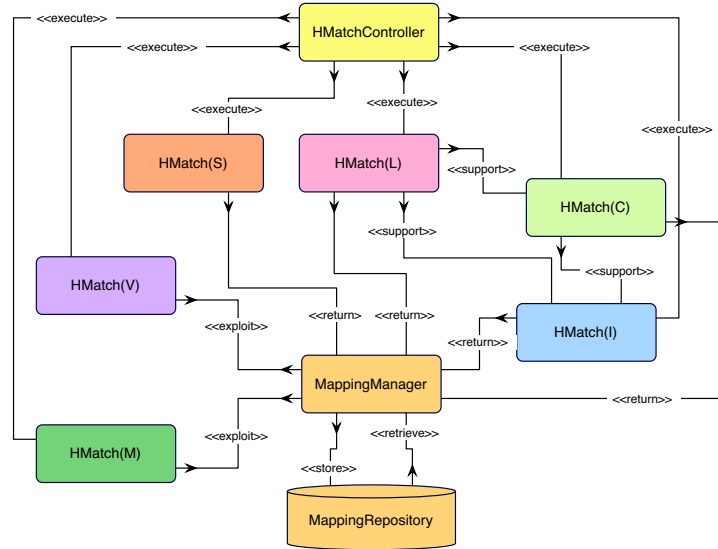 <<execute>>
HMatchController
<<execute>>
<<execute>>
<<execute>>
<<execute>>
<<execute>>
HMatch(S)
HMatch(L)
<<support>>
HMatch(C)
<<support>>
<<support>>
HMatch(V)
<<exploit>>
<<return>
<<return>>
<<return>>
HMatch(I)
MappingManager
<<return>>
HMatch(M)
<<exploit>>
<<retrieve>>
<<store>>
MappingRepository